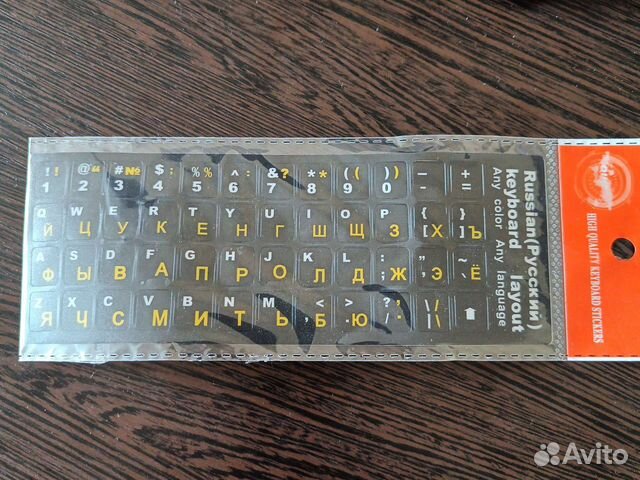 ! ! @ " # № $ ; % % ^ : & ? * * ( ( ) ) _ +
1 2 3 4 5 6 7 8 9 0 - =
Q W E R T Y U I O P { }
Й Ц У К Е Н Г Ш Щ З [ Х ] Ъ
A S D F G H J K L : " ~
Ф Ы В А П Р О Л Д ; Ж ' Э ` Ё
Z X C V B N M < > ? , | /
Я Ч С М И Т Ь , Б . Ю / . \ \
Russian(Русский)
keyboard layout
Any color Any language
HIGH QUALITY KEYBOARD STICKERS
Avito